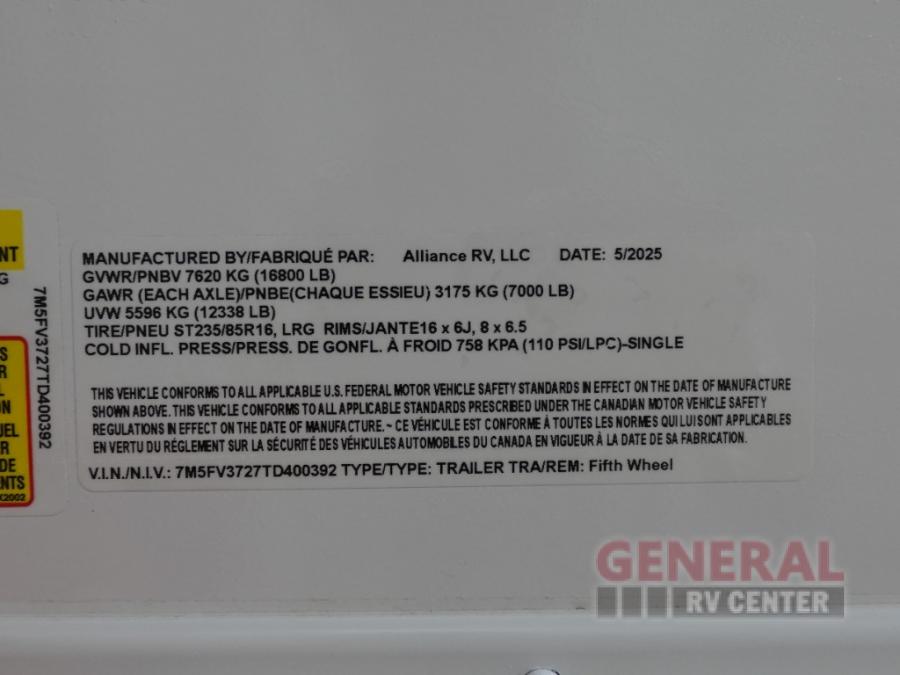 MANUFACTURED BY/FABRIQUÉ PAR: Alliance RV, LLC DATE: 5/2025
GVWR/PNBV 7620 KG (16800 LB)
GAWR (EACH AXLE)/PNBE(CHAQUE ESSIEU) 3175 KG (7000 LB)
UVW 5596 KG (12338 LB)
TIRE/PNEU ST235/85R16, LRG RIMS/JANTE16 x 6J, 8 x 6.5
COLD INFL. PRESS/PRESS. DE GONFL. À FROID 758 KPA (110 PSI/LPC)-SINGLE
THIS VEHICLE CONFORMS TO ALL APPLICABLE U.S. FEDERAL MOTOR VEHICLE SAFETY STANDARDS IN EFFECT ON THE DATE OF MANUFACTURE
SHOWN ABOVE. THIS VEHICLE CONFORMS TO ALL APPLICABLE STANDARDS PRESCRIBED UNDER THE CANADIAN MOTOR VEHICLE SAFETY
REGULATIONS IN EFFECT ON THE DATE OF MANUFACTURE. ~ CE VÉHICULE EST CONFORME À TOUTES LES NORMES QUI LUI SONT APPLICABLES
EN VERTU DU RÉGLEMENT SUR LA SÉCURITÉ DES VÉHICULES AUTOMOBILES DU CANADA EN VIGUEUR À LA DATE DE SA FABRICATION.
V.I.N./N.I.V.: 7M5FV3727TD400392 TYPE/TYPE: TRAILER TRA/REM: Fifth Wheel
7M5FV3727TD400392
GENERAL
RV CENTER